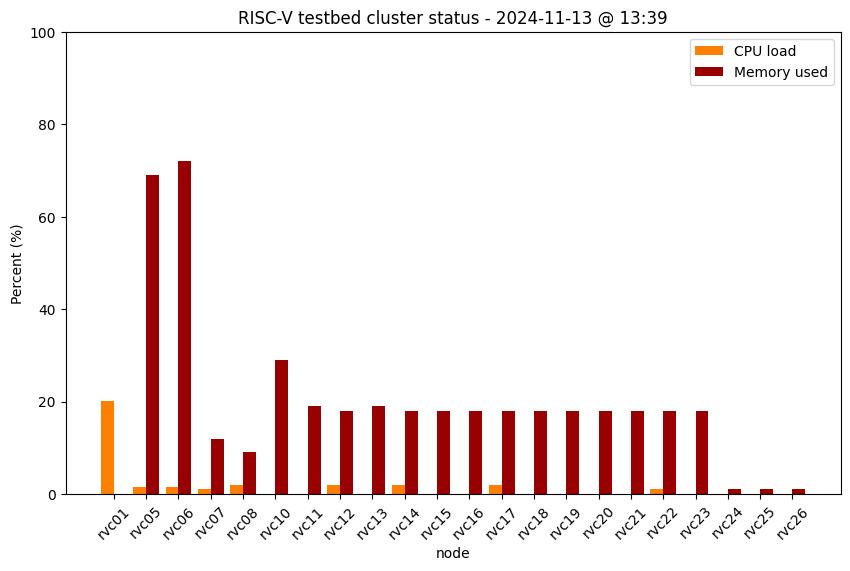 RISC-V testbed cluster status - 2024-11-13 @ 13:39
CPU load
Memory used
Percent (%)
100
80
60
40
20
0
rvc01 rvc05 rvc06 rvc07 rvc08 rvc10 rvc11 rvc12 rvc13 rvc14 rvc15 rvc16 rvc17 rvc18 rvc19 rvc20 rvc21 rvc22 rvc23 rvc24 rvc25 rvc26
node